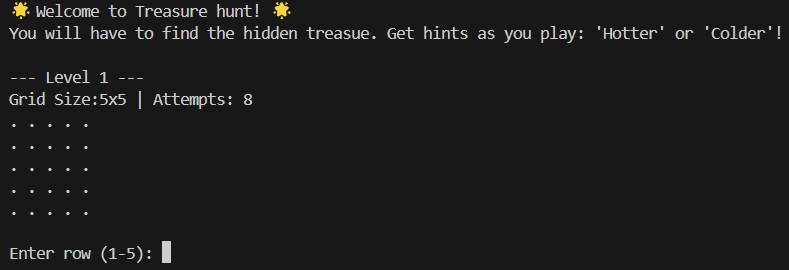 🌟 Welcome to Treasure hunt! 🌟
You will have to find the hidden treasue. Get hints as you play: 'Hotter' or 'Colder'!
--- Level 1 ---
Grid Size:5x5 | Attempts: 8
. . . . .
. . . . .
. . . . .
. . . . .
. . . . .
Enter row (1-5):